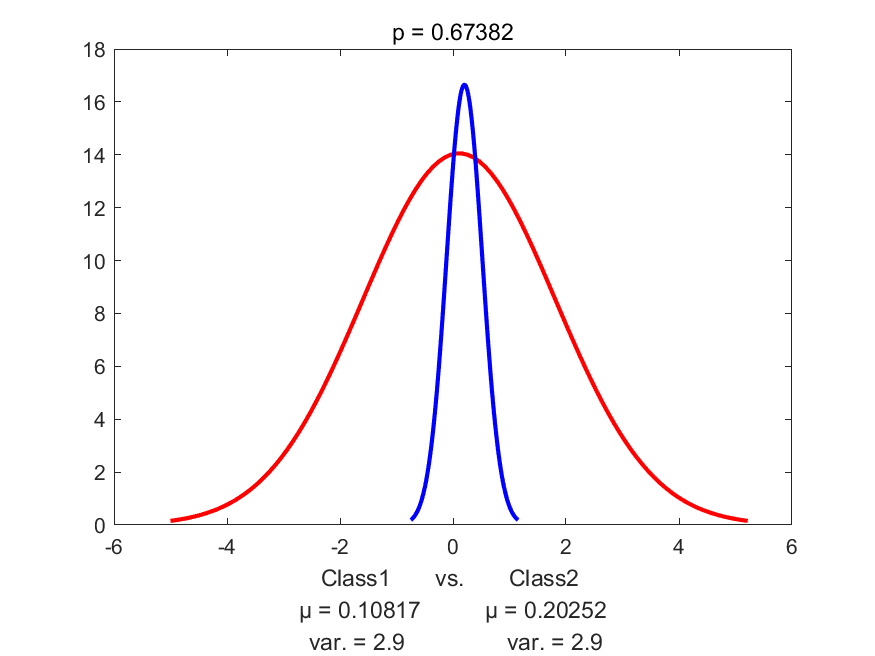 p = 0.67382
18
16
14
12
10
8
6
4
2
0
-6 -4 -2 0 2 4 6
Class1 vs. Class2
μ = 0.10817 μ = 0.20252
var. = 2.9 var. = 2.9